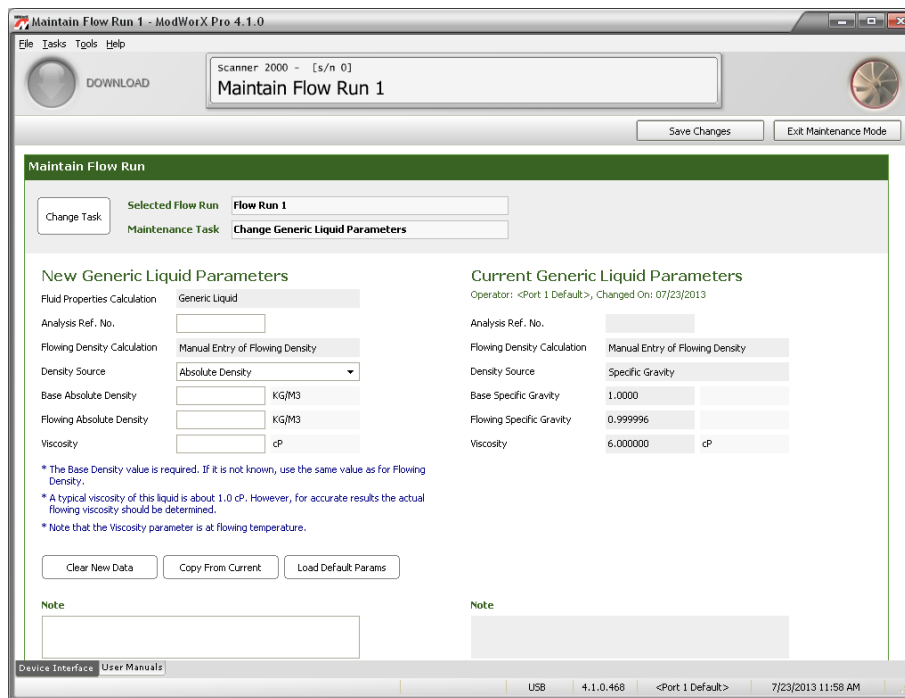 Maintain Flow Run 1 - ModWorX Pro 4.1.0
File Tasks Tools Help
DOWNLOAD
Scanner 2000 - [s/n 0]
Maintain Flow Run 1
Save Changes
Exit Maintenance Mode
Maintain Flow Run
Change Task
Selected Flow Run Flow Run 1
Maintenance Task Change Generic Liquid Parameters
New Generic Liquid Parameters
Fluid Properties Calculation Generic Liquid
Analysis Ref. No.
Flowing Density Calculation Manual Entry of Flowing Density
Density Source Absolute Density
Base Absolute Density KG/M3
Flowing Absolute Density KG/M3
Viscosity cP
* The Base Density value is required. If it is not known, use the same value as for Flowing
Density.
* A typical viscosity of this liquid is about 1.0 cP. However, for accurate results the actual
flowing viscosity should be determined.
* Note that the Viscosity parameter is at flowing temperature.
Clear New Data Copy From Current Load Default Params
Note
Current Generic Liquid Parameters
Operator: <Port 1 Default>, Changed On: 07/23/2013
Analysis Ref. No.
Flowing Density Calculation Manual Entry of Flowing Density
Density Source Specific Gravity
Base Specific Gravity 1.0000
Flowing Specific Gravity 0.999996
Viscosity 6.000000 cP
Note
Device Interface User Manuals
USB 4.1.0.468 <Port 1 Default> 7/23/2013 11:58 AM